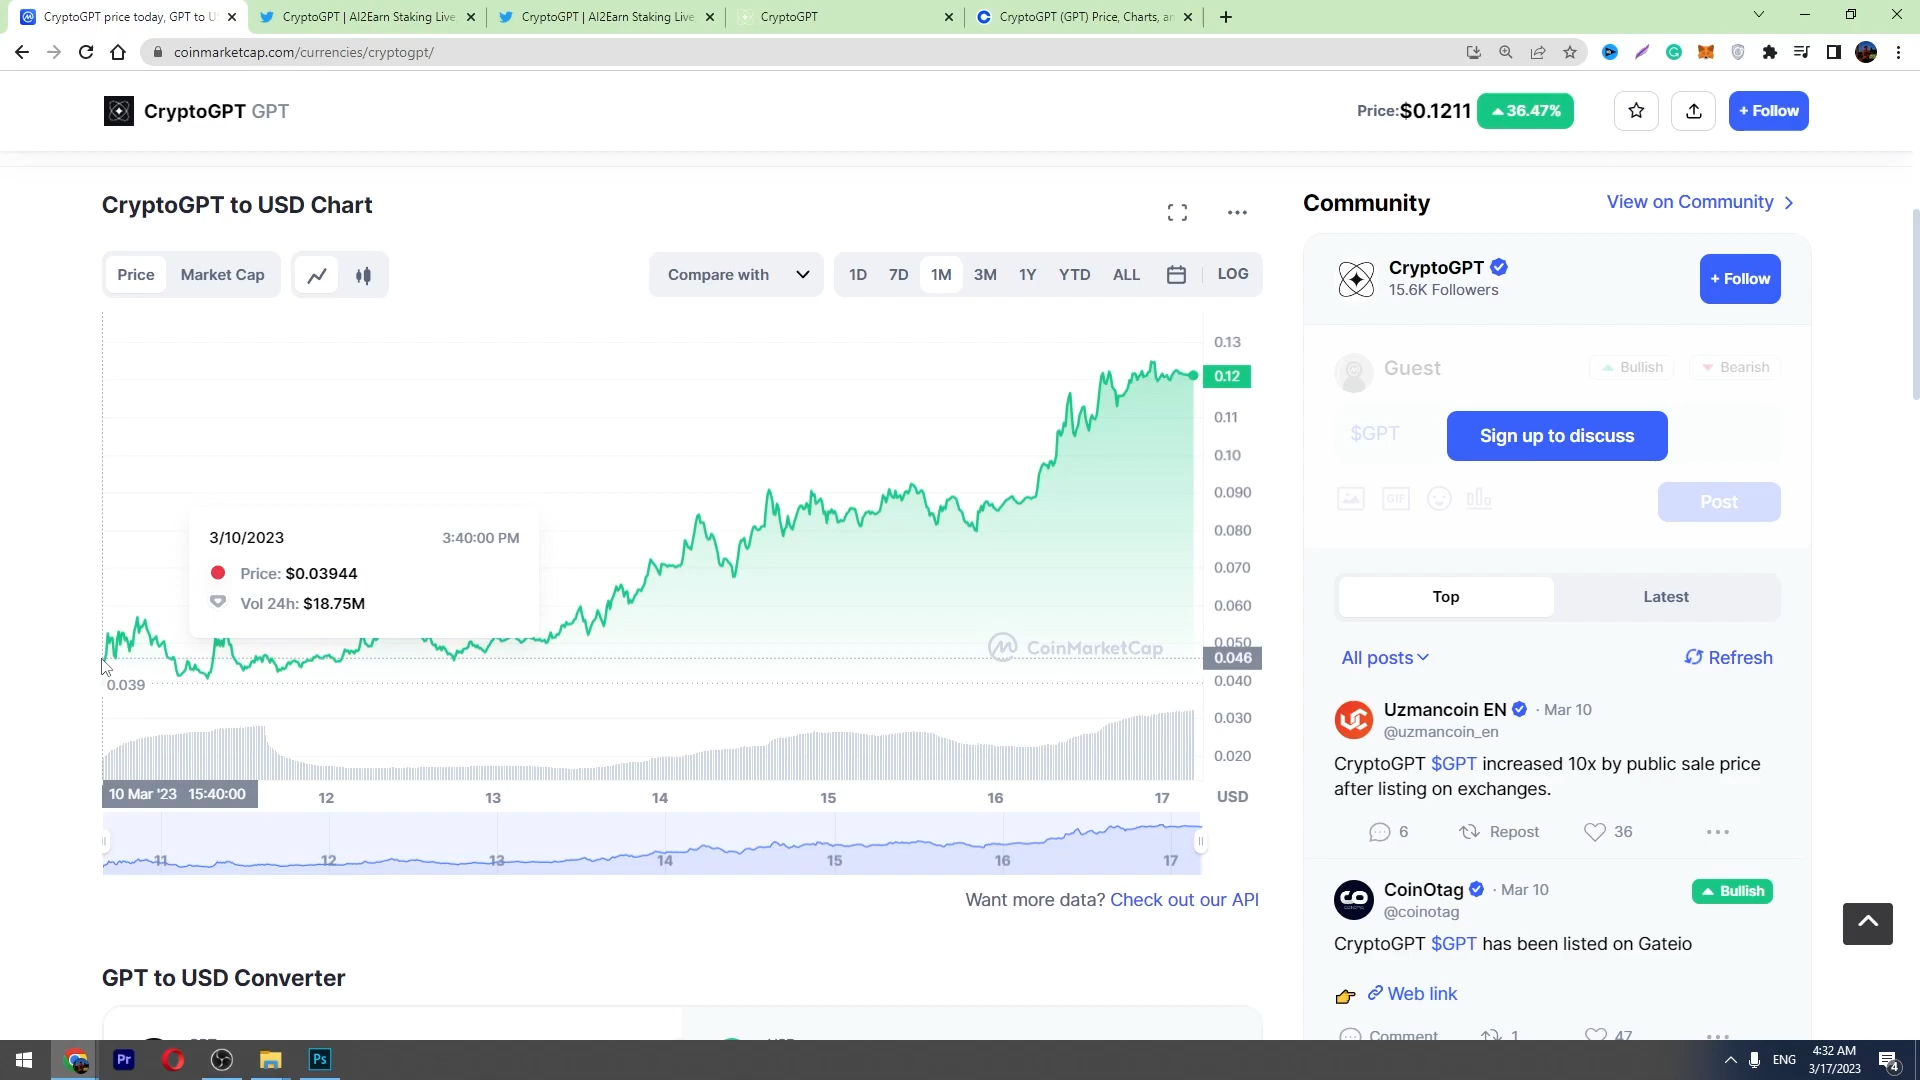 CryptoGPT price today, GPT to U
CryptoGPT | AI2Earn Staking Live
CryptoGPT | AI2Earn Staking Live
CryptoGPT
CryptoGPT (GPT) Price, Charts, a
coinmarketcap.com/currencies/cryptogpt/
CryptoGPT GPT
Price:$0.1211
36.47%
+ Follow
CryptoGPT to USD Chart
Price
Market Cap
Compare with
1D
7D
1M
3M
1Y
YTD
ALL
LOG
0.13
0.12
0.11
0.10
0.090
0.080
0.070
0.060
0.050
0.046
0.040
0.030
0.020
3/10/2023
3:40:00 PM
Price: $0.03944
Vol 24h: $18.75M
CoinMarketCap
0.039
10 Mar '23 15:40:00
12
13
14
15
16
17
USD
11
12
13
14
15
16
17
Want more data? Check out our API
GPT to USD Converter
Community
View on Community
CryptoGPT
15.6K Followers
+ Follow
Guest
Bullish
Bearish
$GPT
Sign up to discuss
GIF
Post
Top
Latest
All posts
Refresh
Uzmancoin EN · Mar 10
@uzmancoin_en
CryptoGPT $GPT increased 10x by public sale price
after listing on exchanges.
6
Repost
36
CoinOtag · Mar 10
Bullish
@coinotag
CryptoGPT $GPT has been listed on Gateio
Web link
Comment
1
47
Pr
Ps
ENG
4:32 AM
3/17/2023
4